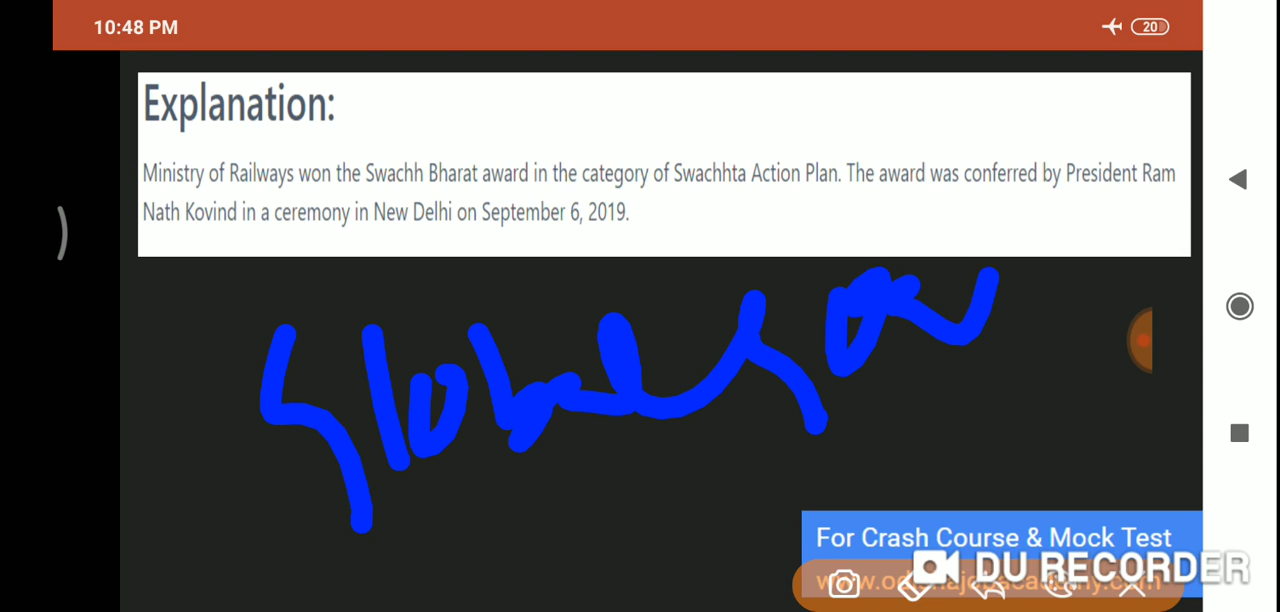 10:48 PM
20
Explanation:
Ministry of Railways won the Swachh Bharat award in the category of Swachhta Action Plan. The award was conferred by President Ram
Nath Kovind in a ceremony in New Delhi on September 6, 2019.
For Crash Course & Mock Test
DU RECORDER